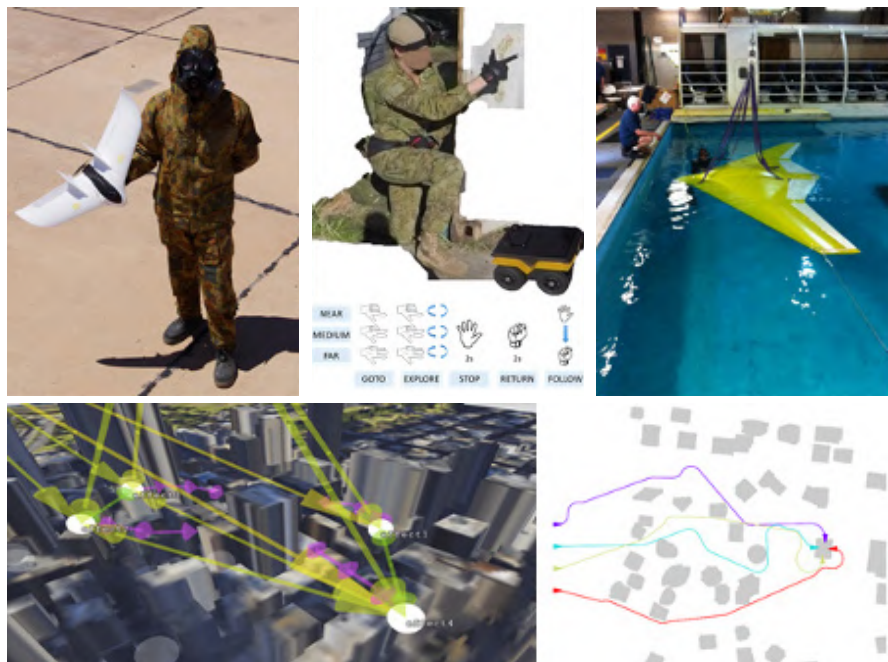 NEAR
MEDIUM
FAR
2s 2s
GOTO EXPLORE STOP RETURN FOLLOW